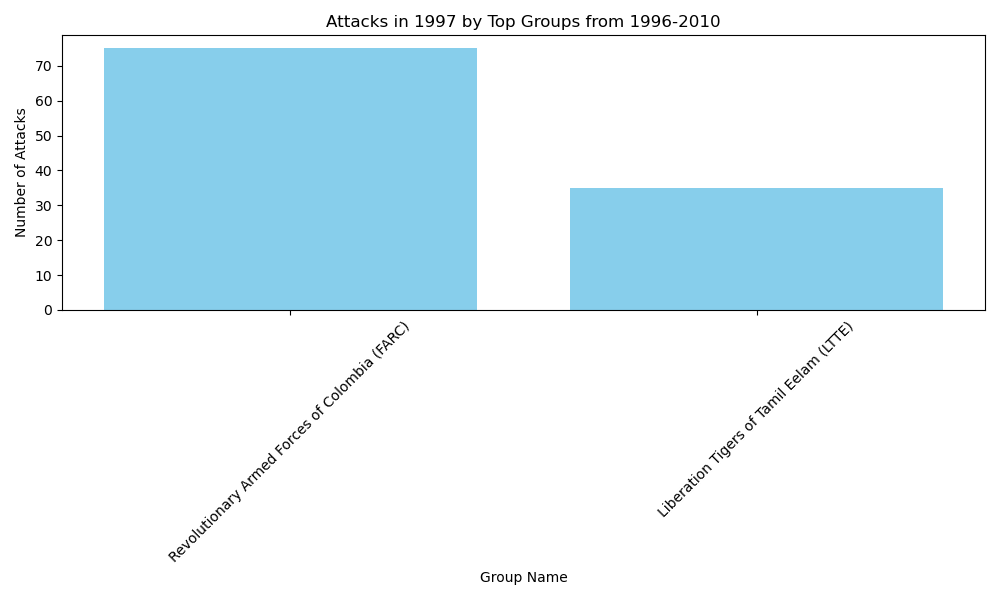 Attacks in 1997 by Top Groups from 1996-2010
Number of Attacks
70
60
50
40
30
20
10
0
Revolutionary Armed Forces of Colombia (FARC)
Liberation Tigers of Tamil Eelam (LTTE)
Group Name